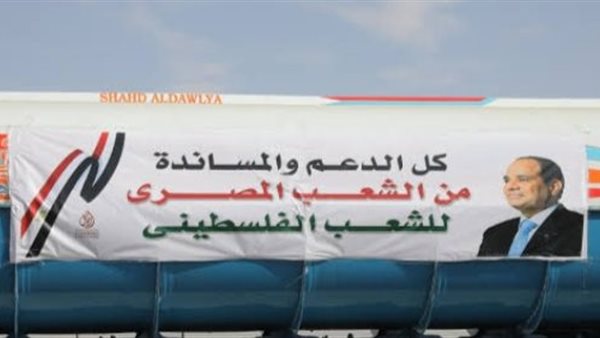 SHAHD ALDAWLYA
كل الدعم والمساندة
من الشعب المصرى
للشعب الفلسطينى